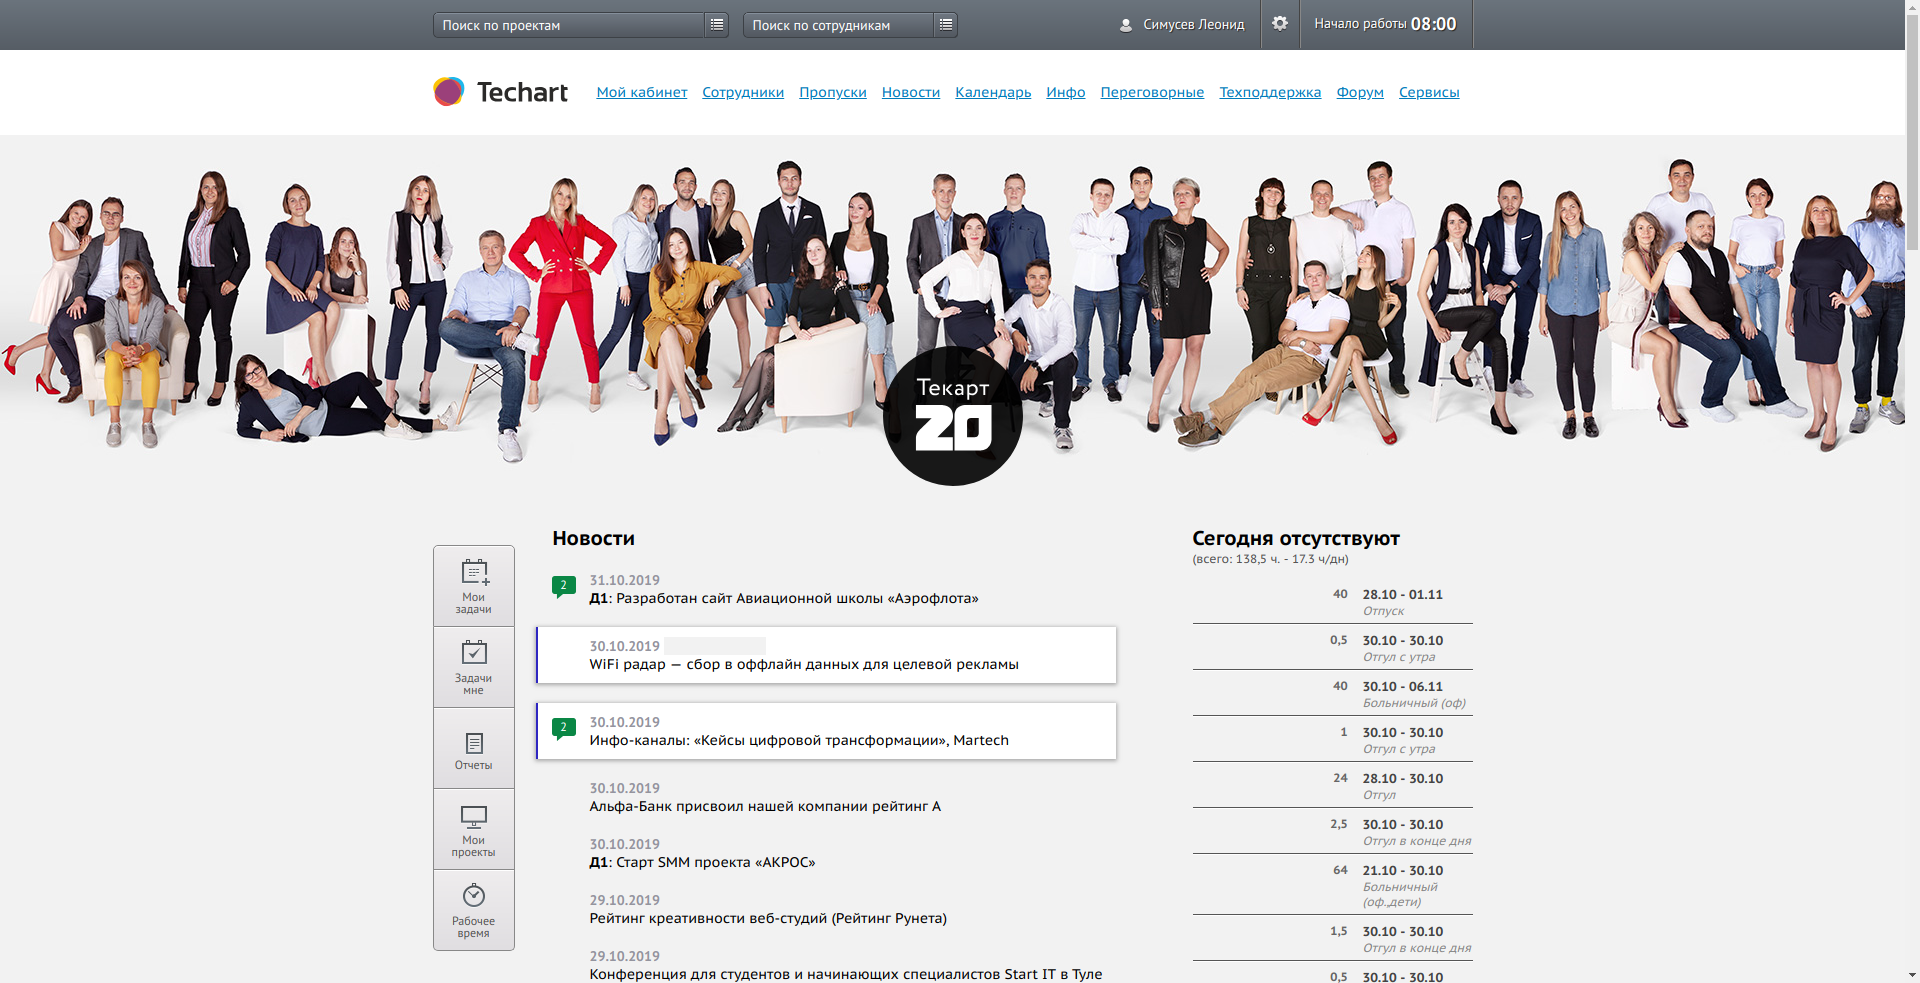 Поиск по проектам
Поиск по сотрудникам
Симусев Леонид
Начало работы 08:00
Techart
Мой кабинет Сотрудники Пропуски Новости Календарь Инфо Переговорные Техподдержка Форум Сервисы
Текарт
20
Мои
задачи
Задачи
мне
Отчеты
Мои
проекты
Рабочее
время
Новости
2
31.10.2019
Д1: Разработан сайт Авиационной школы «Аэрофлота»
30.10.2019
WiFi радар — сбор в оффлайн данных для целевой рекламы
2
30.10.2019
Инфо-каналы: «Кейсы цифровой трансформации», Martech
30.10.2019
Альфа-Банк присвоил нашей компании рейтинг А
30.10.2019
Д1: Старт SMM проекта «АКРОС»
29.10.2019
Рейтинг креативности веб-студий (Рейтинг Рунета)
29.10.2019
Конференция для студентов и начинающих специалистов Start IT в Туле
Сегодня отсутствуют
(всего: 138,5 ч. - 17.3 ч/дн)
40 28.10 - 01.11
Отпуск
0,5 30.10 - 30.10
Отгул с утра
40 30.10 - 06.11
Больничный (оф)
1 30.10 - 30.10
Отгул с утра
24 28.10 - 30.10
Отгул
2,5 30.10 - 30.10
Отгул в конце дня
64 21.10 - 30.10
Больничный
(оф.,дети)
1,5 30.10 - 30.10
Отгул в конце дня
0,5 30.10 - 30.10